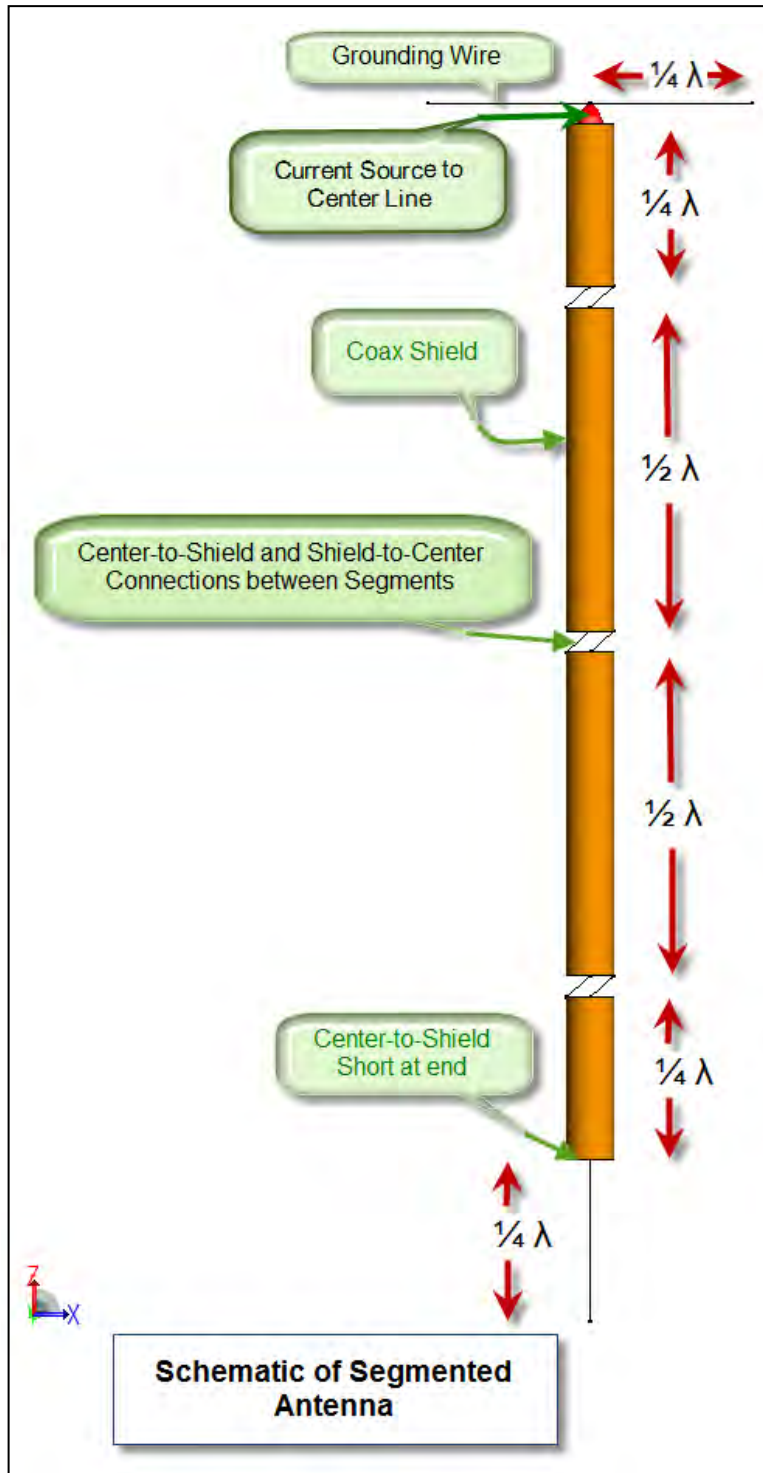 Grounding Wire
¼ λ
Current Source to
Center Line
¼ λ
Coax Shield
½ λ
Center-to-Shield and Shield-to-Center
Connections between Segments
½ λ
Center-to-Shield
Short at end
¼ λ
¼ λ
Z
X
Schematic of Segmented
Antenna